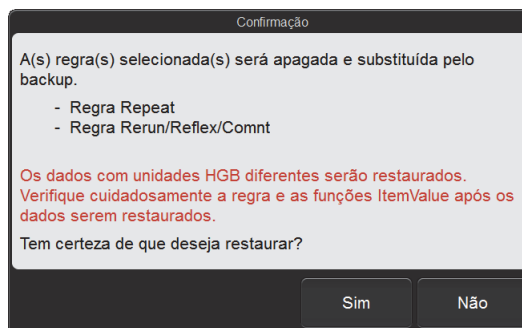 Confirmação
A(s) regra(s) selecionada(s) será apagada e substituída pelo
backup.
- Regra Repeat
- Regra Rerun/Reflex/Comnt
Os dados com unidades HGB diferentes serão restaurados.
Verifique cuidadosamente a regra e as funções ItemValue após os
dados serem restaurados.
Tem certeza de que deseja restaurar?
Sim
Não